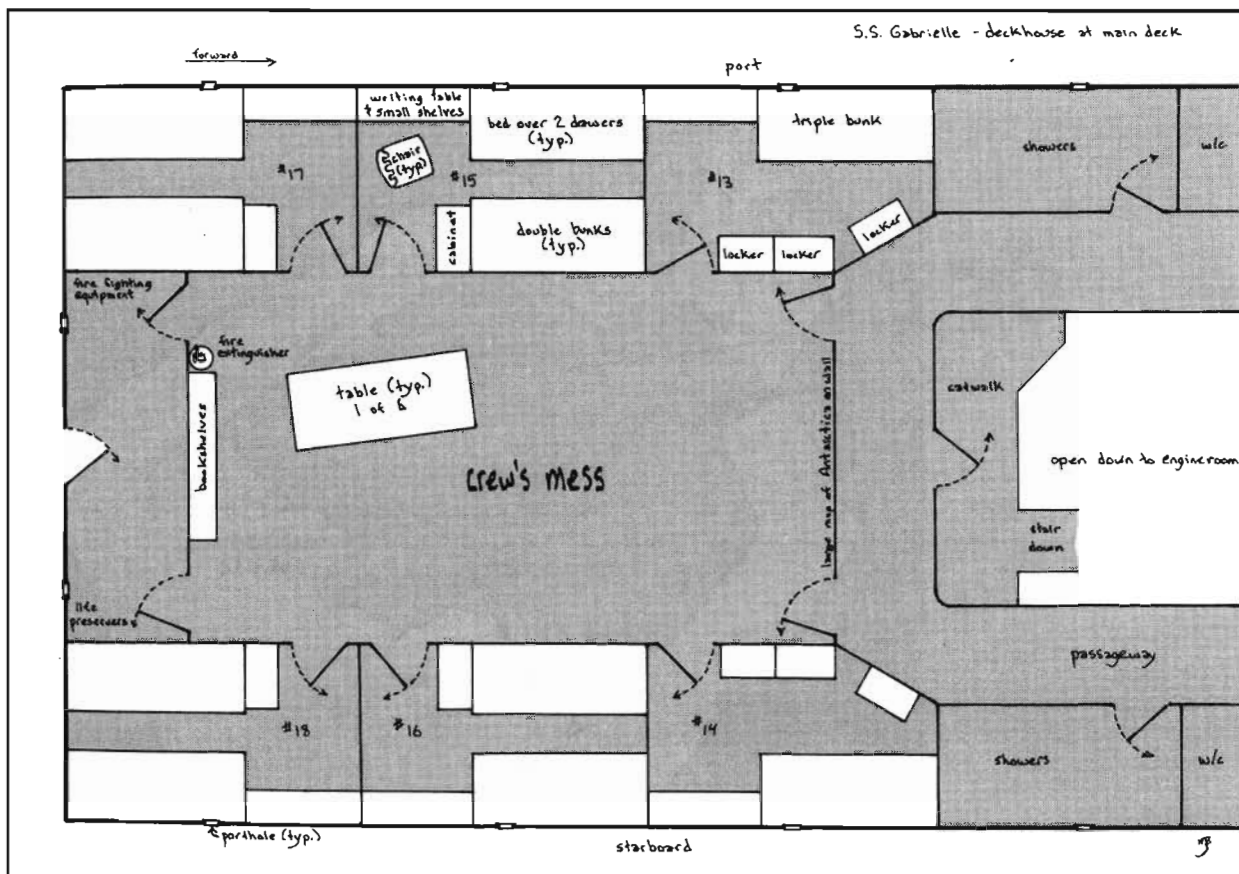 S.S. Gabrielle - deckhouse at main deck
forward
port
writing table
& small shelves
bed over 2 dawers
(typ.)
triple bunk
showers
w/c
chair
(typ)
#17
#15
#13
cabinet
double bunks
(typ.)
locker
locker
locker
fire fighting
equipment
fire
extinguisher
table (typ.)
1 of 6
bookshelves
crew's mess
large map of Antarctica on wall
catwalk
open down to engineroom
stair
down
life
preservers
passageway
#18
#16
#14
showers
w/c
porthole (typ.)
starboard